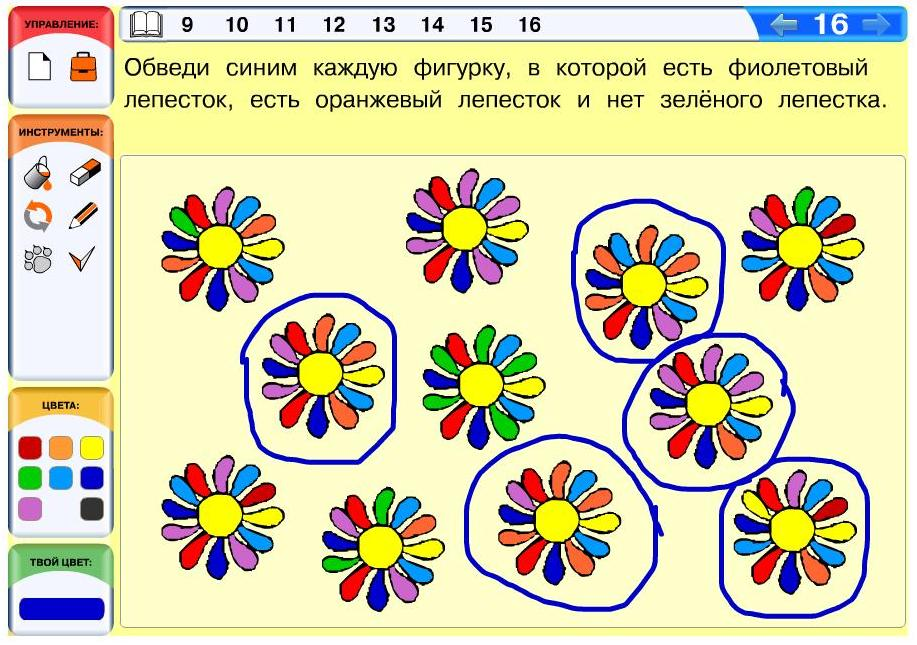 УПРАВЛЕНИЕ:
9 10 11 12 13 14 15 16
16
Обведи синим каждую фигурку, в которой есть фиолетовый
лепесток, есть оранжевый лепесток и нет зелёного лепестка.
ИНСТРУМЕНТЫ:
ЦВЕТА:
ТВОЙ ЦВЕТ: